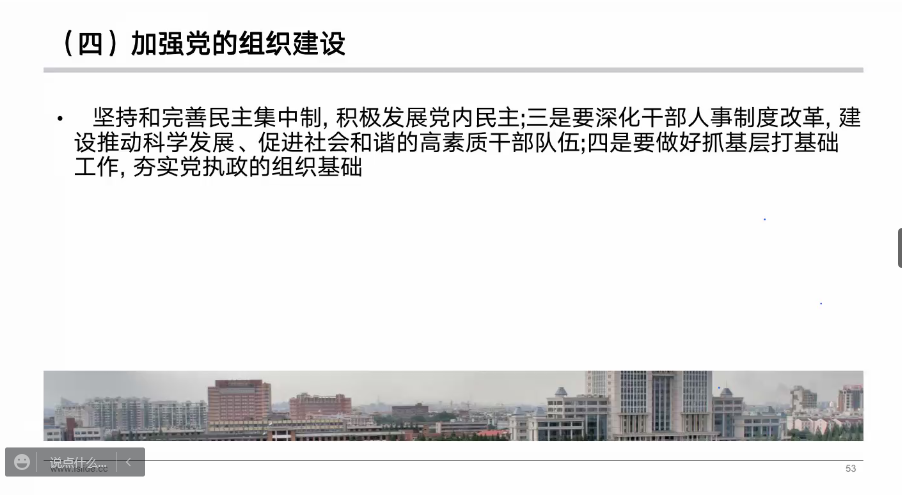 （四）加强党的组织建设
• 坚持和完善民主集中制, 积极发展党内民主;三是要深化干部人事制度改革, 建
设推动科学发展、促进社会和谐的高素质干部队伍;四是要做好抓基层打基础
工作, 夯实党执政的组织基础
说点什么...
53